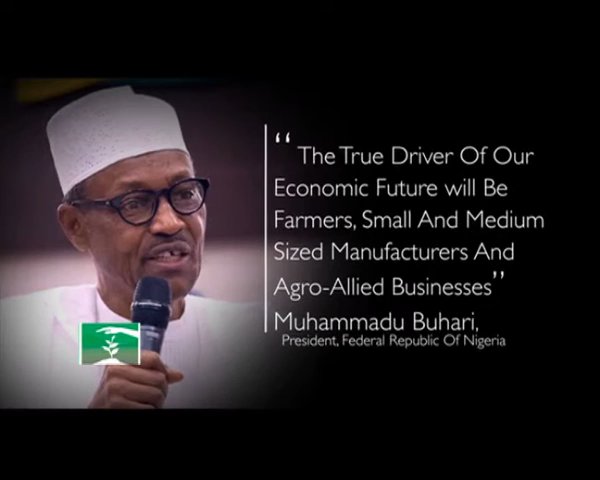 “ The True Driver Of Our
Economic Future will Be
Farmers, Small And Medium
Sized Manufacturers And
Agro-Allied Businesses”
Muhammadu Buhari,
President, Federal Republic Of Nigeria